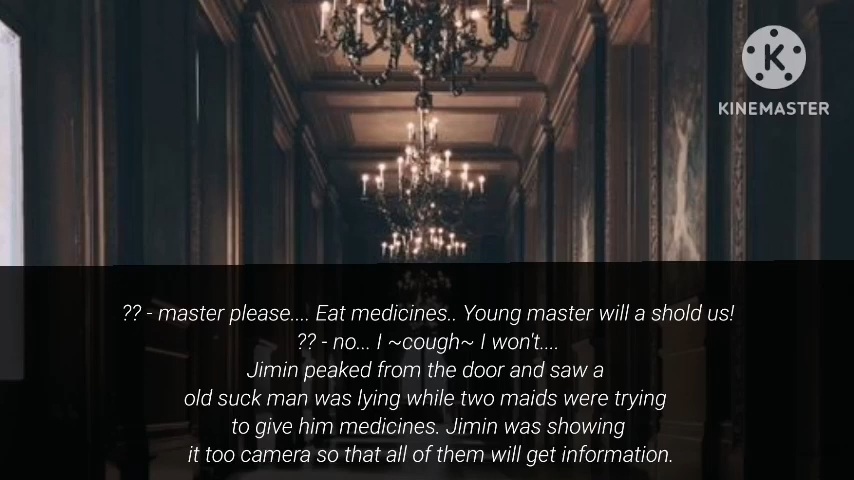 KINEMASTER
?? - master please.... Eat medicines.. Young master will a shold us!
?? - no... I ~cough~ I won't....
Jimin peaked from the door and saw a
old suck man was lying while two maids were trying
to give him medicines. Jimin was showing
it too camera so that all of them will get information.